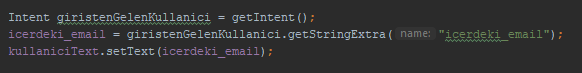 Intent giristenGelenKullanici = getIntent();
icerdeki_email = giristenGelenKullanici.getStringExtra( name: "icerdeki_email");
kullaniciText.setText(icerdeki_email);